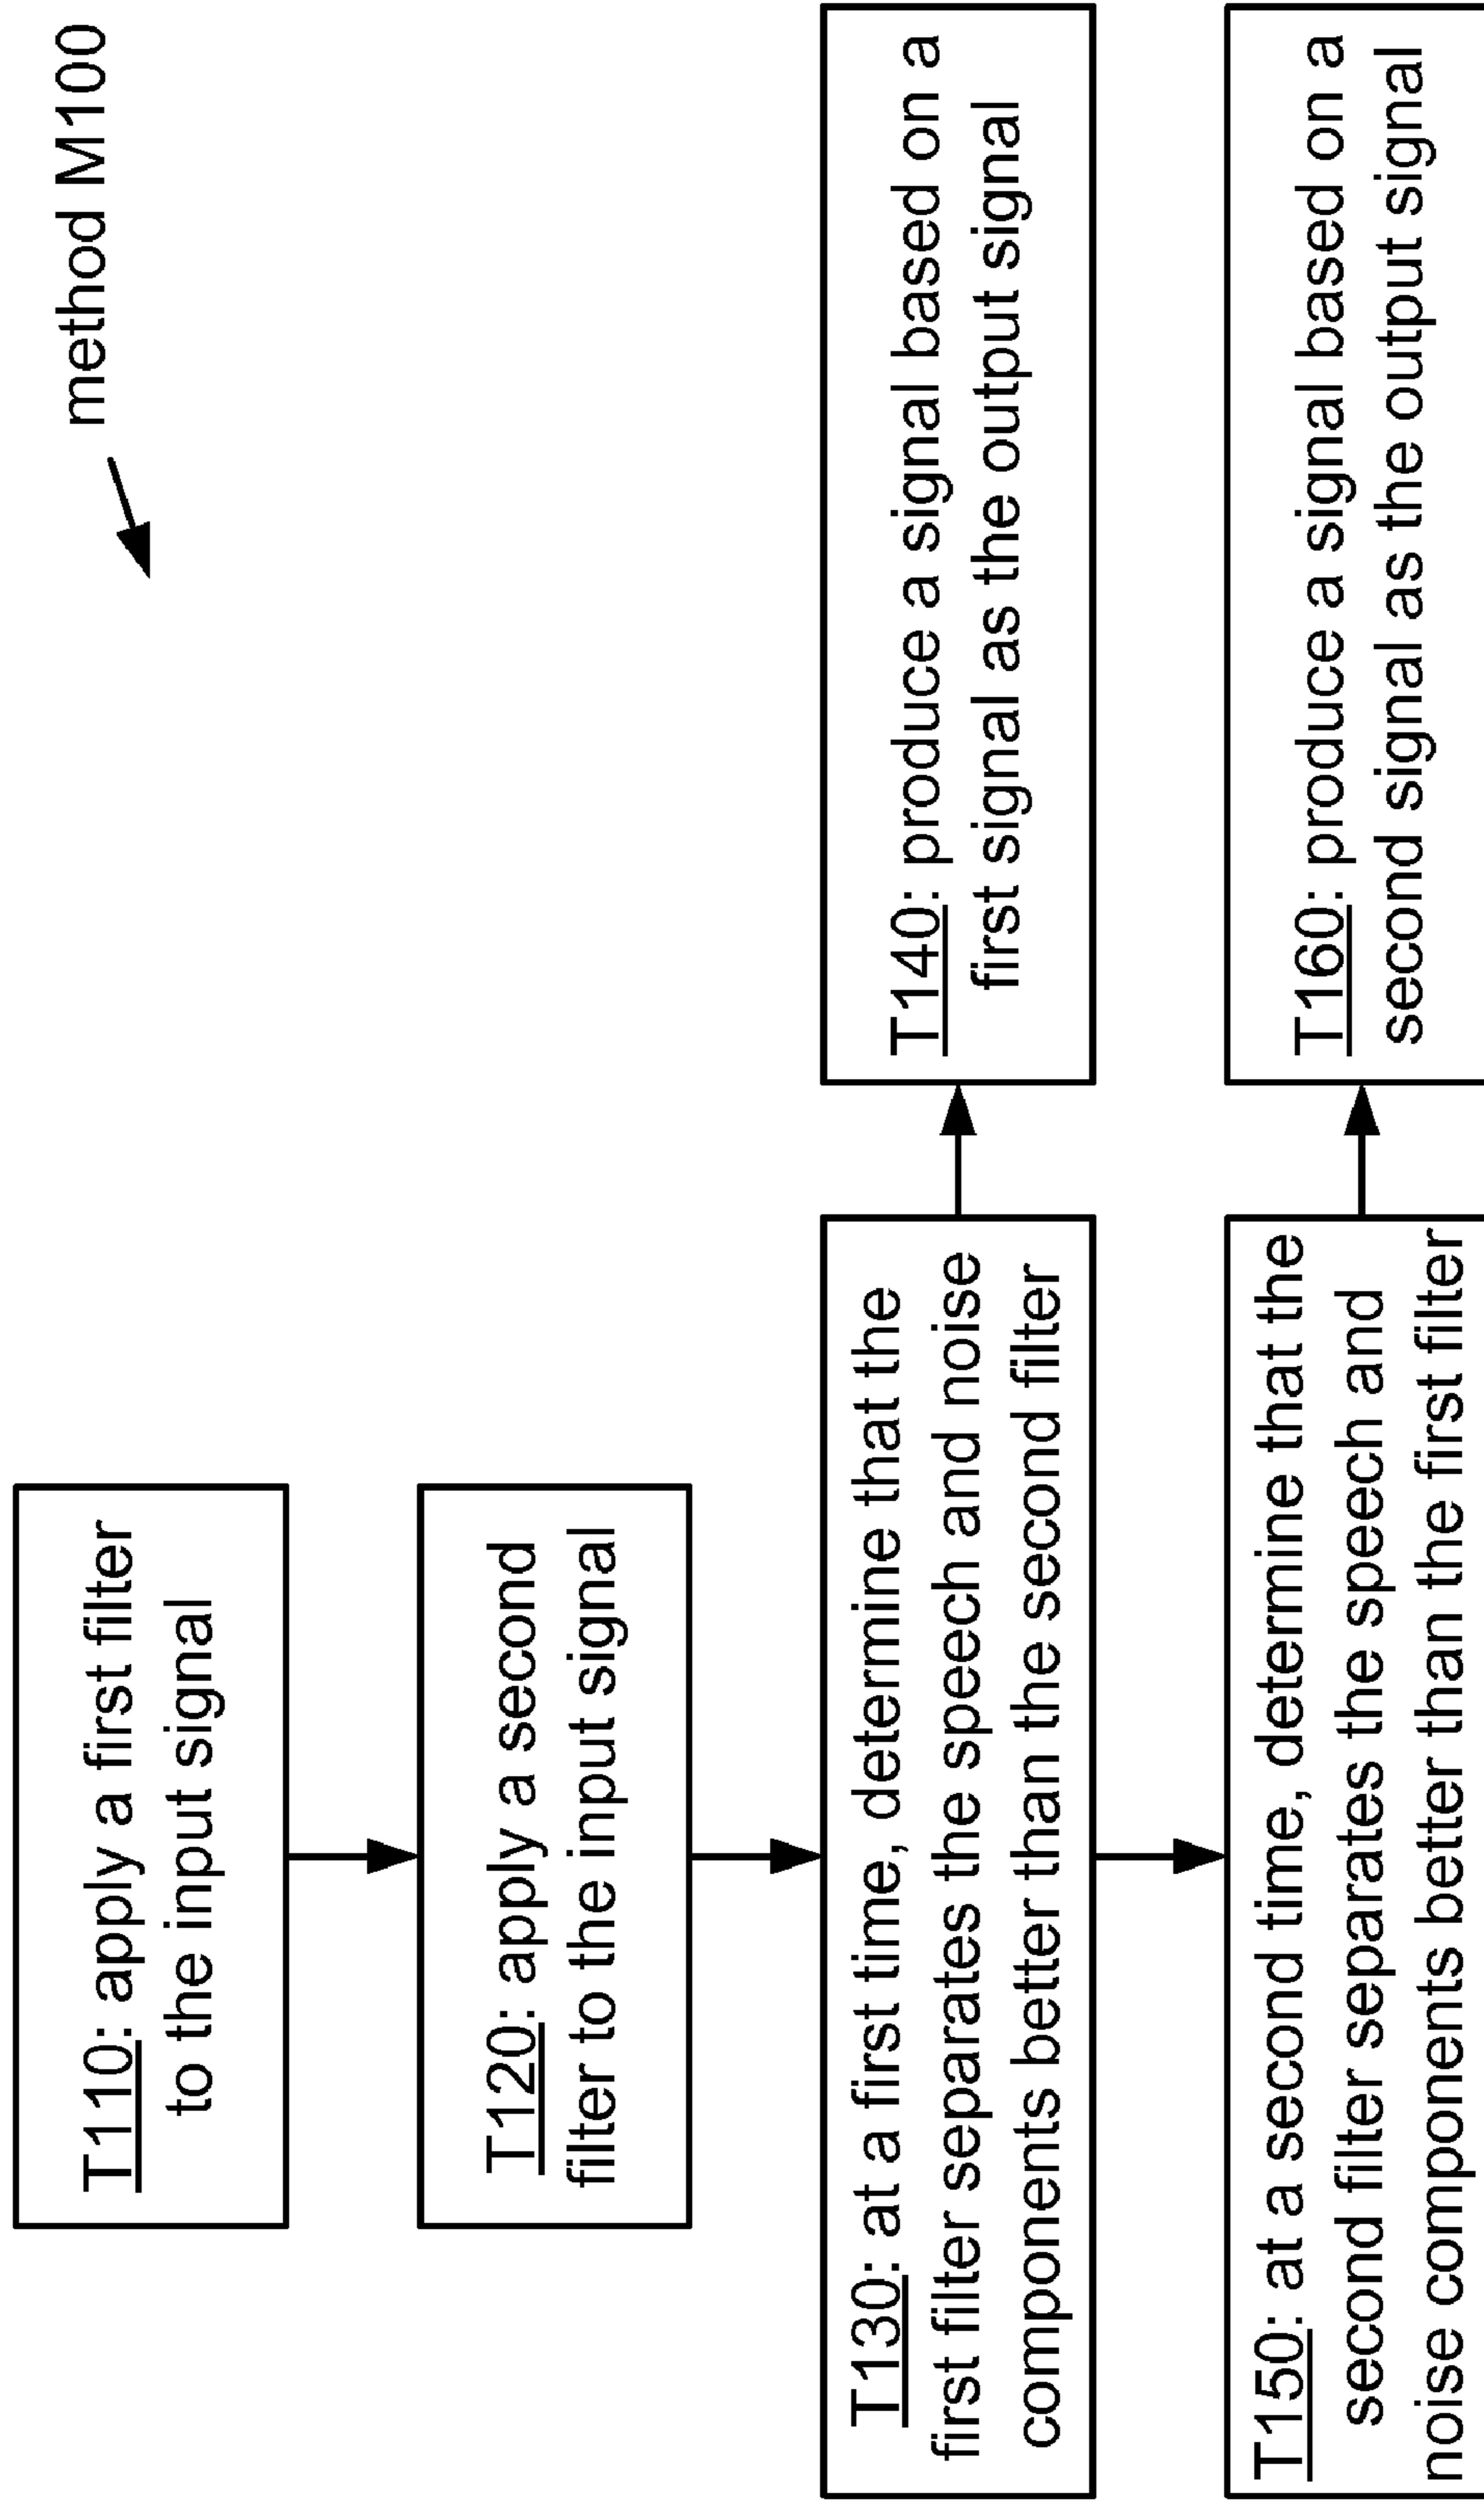 method M100
T110: apply a first filter
to the input signal
T120: apply a second
filter to the input signal
T130: at a first time, determine that the
first filter separates the speech and noise
components better than the second filter
T140: produce a signal based on a
first signal as the output signal
T150: at a second time, determine that the
second filter separates the speech and
noise components better than the first filter
T160: produce a signal based on a
second signal as the output signal